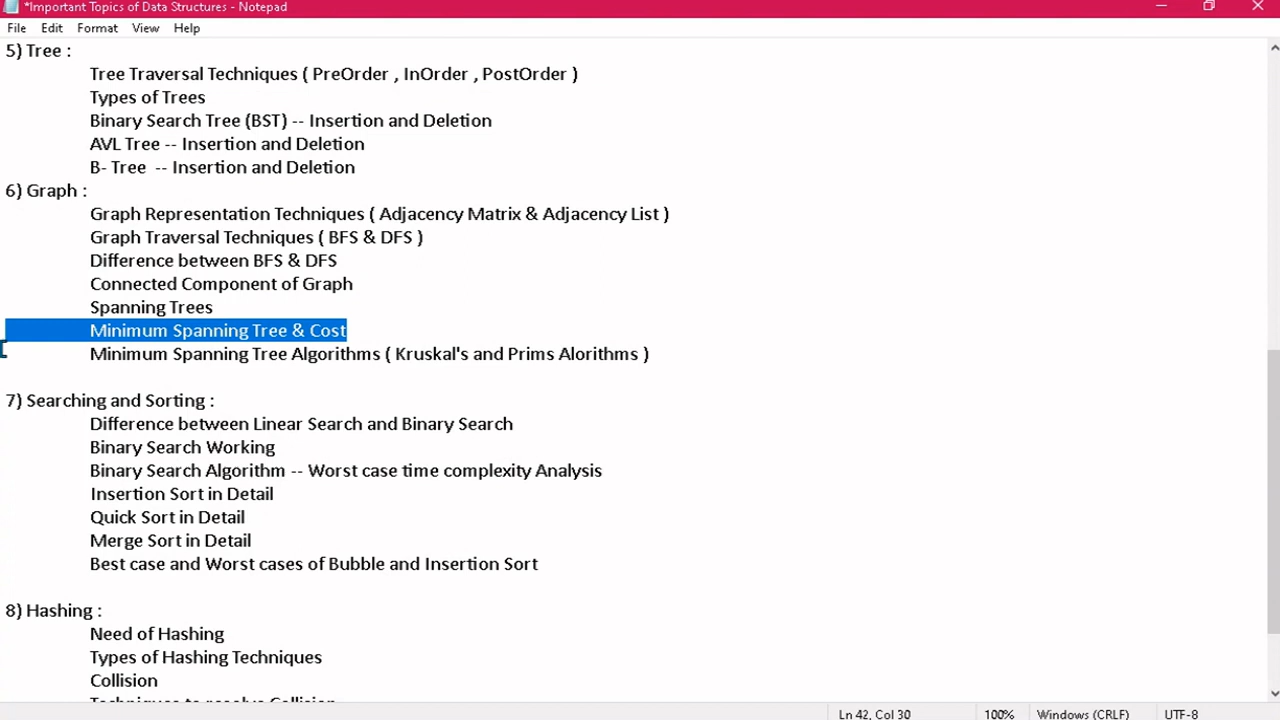 *Important Topics of Data Structures - Notepad
File Edit Format View Help
5) Tree :
Tree Traversal Techniques ( PreOrder , InOrder , PostOrder )
Types of Trees
Binary Search Tree (BST) -- Insertion and Deletion
AVL Tree -- Insertion and Deletion
B- Tree -- Insertion and Deletion
6) Graph :
Graph Representation Techniques ( Adjacency Matrix & Adjacency List )
Graph Traversal Techniques ( BFS & DFS )
Difference between BFS & DFS
Connected Component of Graph
Spanning Trees
Minimum Spanning Tree & Cost
Minimum Spanning Tree Algorithms ( Kruskal's and Prims Alorithms )
7) Searching and Sorting :
Difference between Linear Search and Binary Search
Binary Search Working
Binary Search Algorithm -- Worst case time complexity Analysis
Insertion Sort in Detail
Quick Sort in Detail
Merge Sort in Detail
Best case and Worst cases of Bubble and Insertion Sort
8) Hashing :
Need of Hashing
Types of Hashing Techniques
Collision
Techniques to resolve Collision
Ln 42, Col 30 100% Windows (CRLF) UTF-8